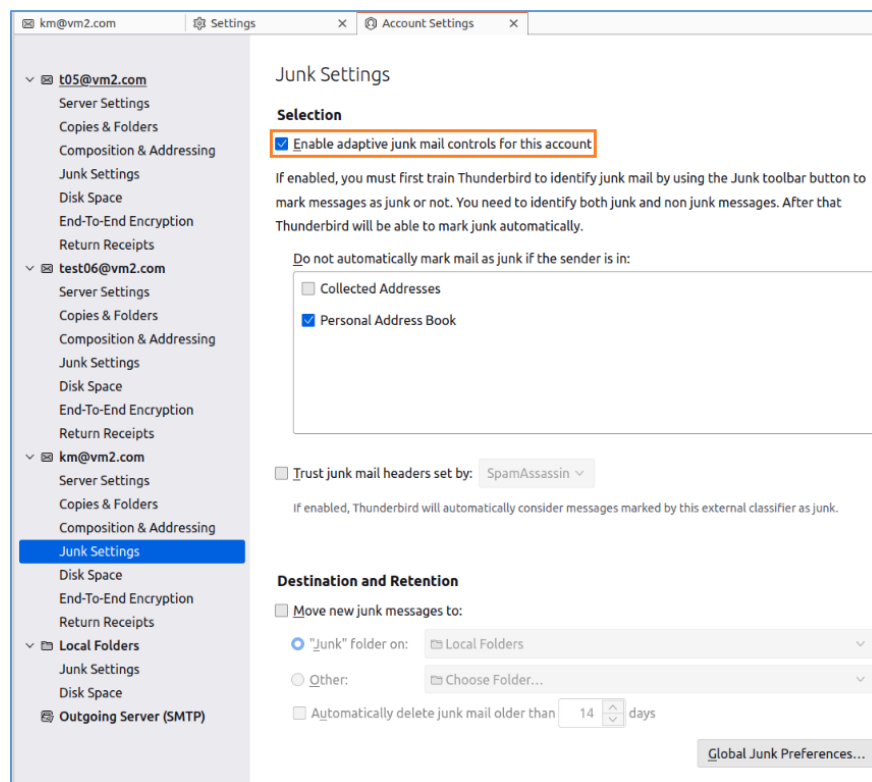 km@vm2.com
Settings
Account Settings
t05@vm2.com
Server Settings
Copies & Folders
Composition & Addressing
Junk Settings
Disk Space
End-To-End Encryption
Return Receipts
test06@vm2.com
Server Settings
Copies & Folders
Composition & Addressing
Junk Settings
Disk Space
End-To-End Encryption
Return Receipts
km@vm2.com
Server Settings
Copies & Folders
Composition & Addressing
Junk Settings
Disk Space
End-To-End Encryption
Return Receipts
Local Folders
Junk Settings
Disk Space
Outgoing Server (SMTP)
Junk Settings
Selection
Enable adaptive junk mail controls for this account
If enabled, you must first train Thunderbird to identify junk mail by using the Junk toolbar button to
mark messages as junk or not. You need to identify both junk and non junk messages. After that
Thunderbird will be able to mark junk automatically.
Do not automatically mark mail as junk if the sender is in:
Collected Addresses
Personal Address Book
Trust junk mail headers set by: SpamAssassin
If enabled, Thunderbird will automatically consider messages marked by this external classifier as junk.
Destination and Retention
Move new junk messages to:
"Junk" folder on: Local Folders
Other: Choose Folder...
Automatically delete junk mail older than 14 days
Global Junk Preferences...